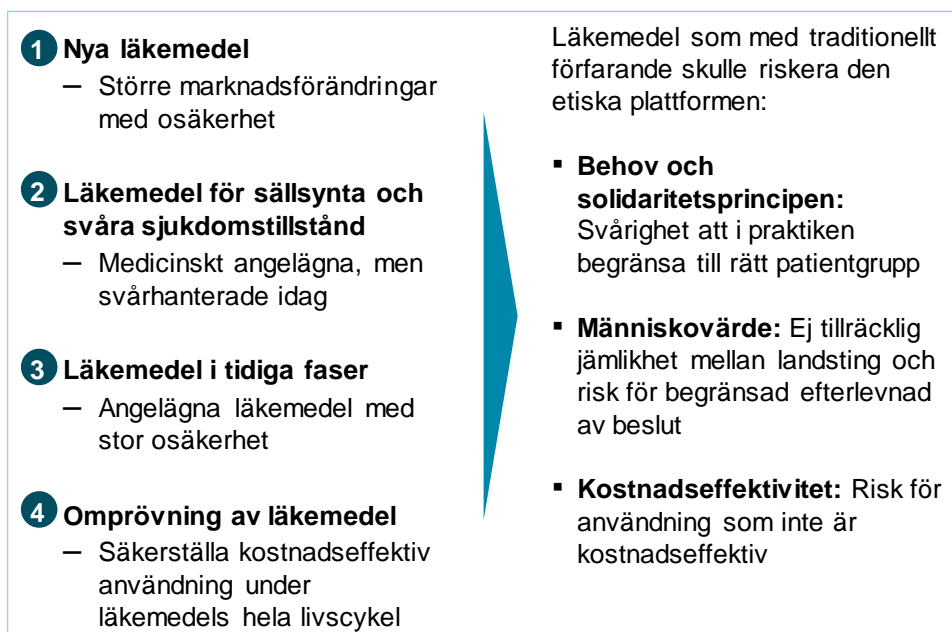 1 Nya läkemedel
– Större marknadsförändringar
med osäkerhet
2 Läkemedel för sällsynta och
svåra sjukdomstillstånd
– Medicinskt angelägna, men
svårhanterade idag
3 Läkemedel i tidiga faser
– Angelägna läkemedel med
stor osäkerhet
4 Omprövning av läkemedel
– Säkerställa kostnadseffektiv
användning under
läkemedels hela livscykel
Läkemedel som med traditionellt
förfarande skulle riskera den
etiska plattformen:
▪ Behov och
solidaritetsprincipen:
Svårighet att i praktiken
begränsa till rätt patientgrupp
▪ Människovärde: Ej tillräcklig
jämlikhet mellan landsting och
risk för begränsad efterlevnad
av beslut
▪ Kostnadseffektivitet: Risk för
användning som inte är
kostnadseffektiv